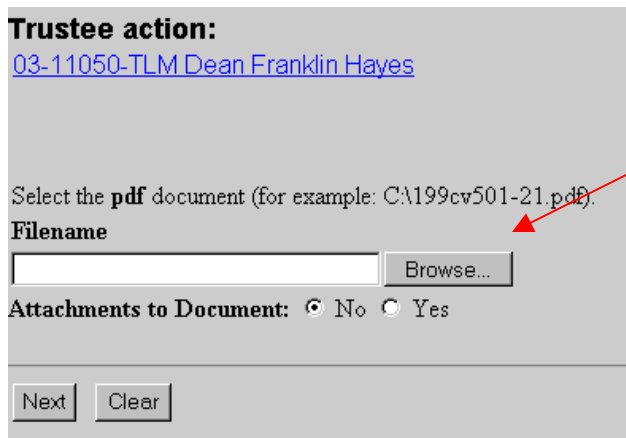 Trustee action:
03-11050-TLM Dean Franklin Hayes
Select the pdf document (for example: C:\199cv501-21.pdf).
Filename
Browse...
Attachments to Document: No Yes
Next Clear